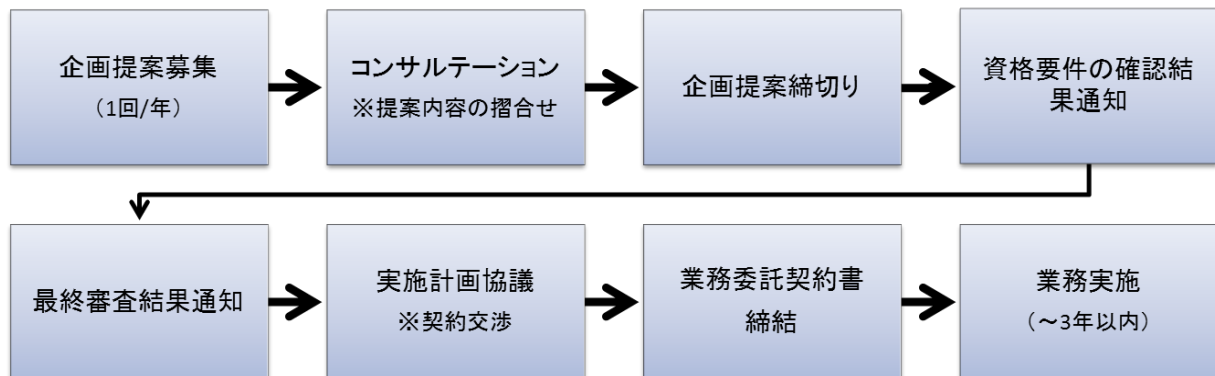 企画提案募集
（1回/年）
コンサルテーション
※提案内容の摺合せ
企画提案締切り
資格要件の確認結
果通知
最終審査結果通知
実施計画協議
※契約交渉
業務委託契約書
締結
業務実施
（～3年以内）